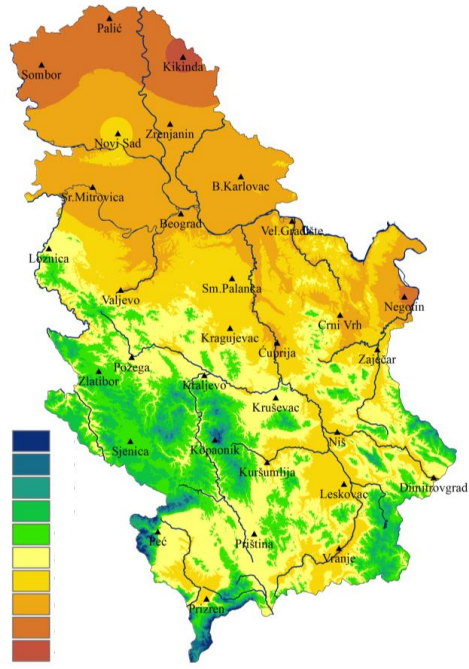 Palić
Kikinda
Sombor
Zrenjanin
Novi Sad
B.Karlovac
Sr.Mitrovica
Beograd
Vel.Gradište
Loznica
Sm.Palanca
Valjevo
Negotin
Crni Vrh
Kragujevac
Ćuprija
Zaječar
Požega
Zlatibor
Kraljevo
Kruševac
Niš
Sjenica
Kopaonik
Kuršumlija
Dimitrovgrad
Leskovac
Peć
Priština
Vranje
Prizren